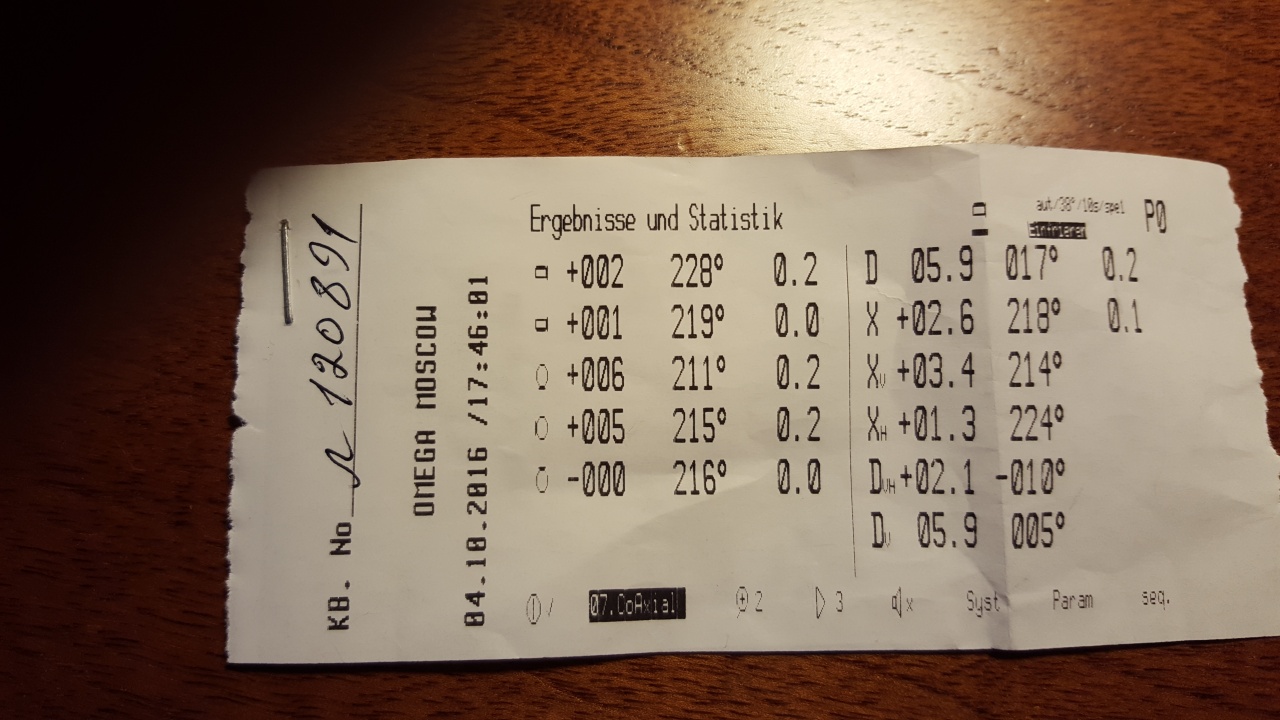 KB. No л 120891
OMEGA MOSCOW
04.10.2016 /17:46:01
Ergebnisse und Statistik
aut/38°/10s/spel
Einfrieren
P0
+002 228° 0.2
+001 219° 0.0
+006 211° 0.2
+005 215° 0.2
-000 216° 0.0
D 05.9 017° 0.2
X +02.6 218° 0.1
Xv +03.4 214°
XH +01.3 224°
DVH +02.1 -010°
Dv 05.9 005°
/ 07.CoAxial 2 3 x Syst Param seq.